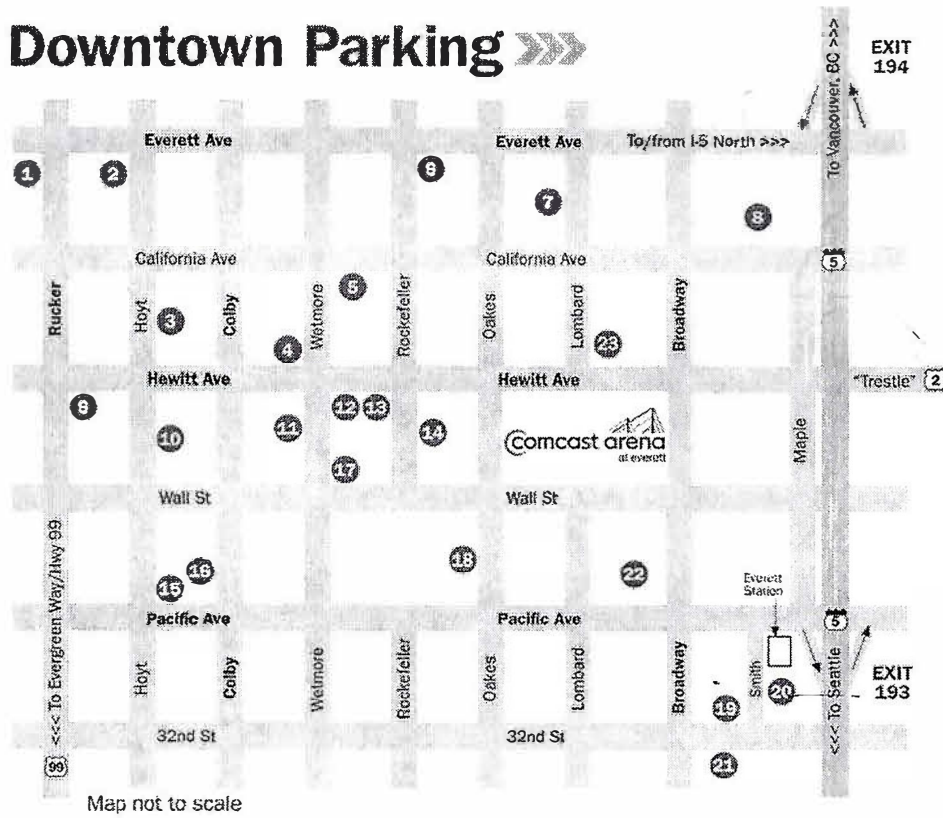 Downtown Parking >>>
EXIT
194
To Vancouver, BC >>>
Everett Ave
Everett Ave
To/from I-5 North >>>
1
2
9
7
8
California Ave
California Ave
5
Rucker
Hoyt
3
Colby
4
Wetmore
5
Rockefeller
Oakes
Lombard
23
Broadway
Hewitt Ave
Hewitt Ave
"Trestle" 2
9
10
11
12
13
14
17
comcast arena
at everett
Maple
Wall St
Wall St
<<< To Evergreen Way/Hwy 99
15
16
18
22
Everett
Station
Pacific Ave
Pacific Ave
5
Hoyt
Colby
Wetmore
Rockefeller
Oakes
Lombard
Broadway
Smith
19
20
<<< To Seattle
EXIT
193
32nd St
32nd St
99
21
Map not to scale